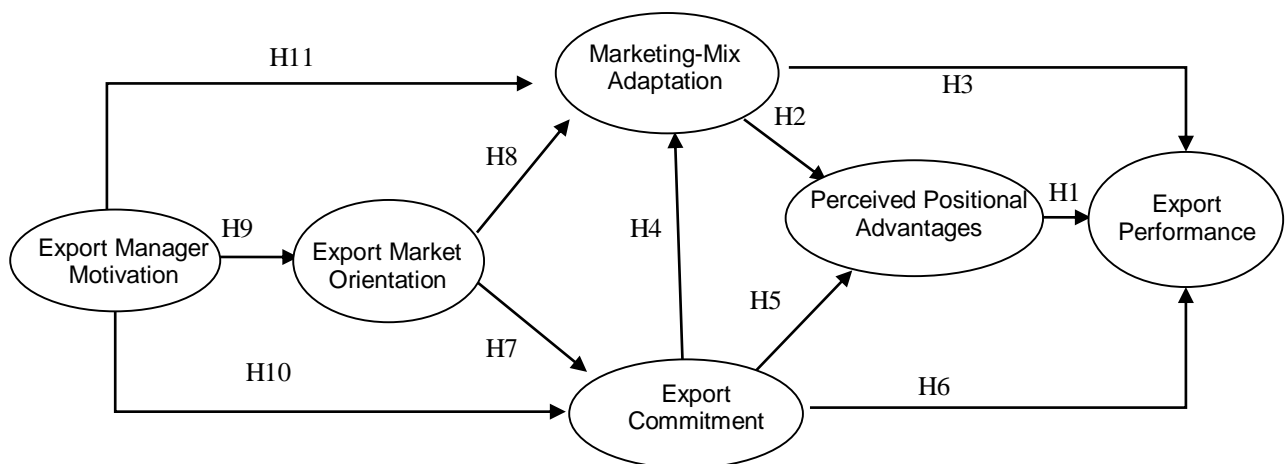 H11
Marketing-Mix
Adaptation
H3
H2
H8
Export Manager
Motivation
H9
Export Market
Orientation
H4
Perceived Positional
Advantages
H1
Export
Performance
H7
H5
H10
Export
Commitment
H6